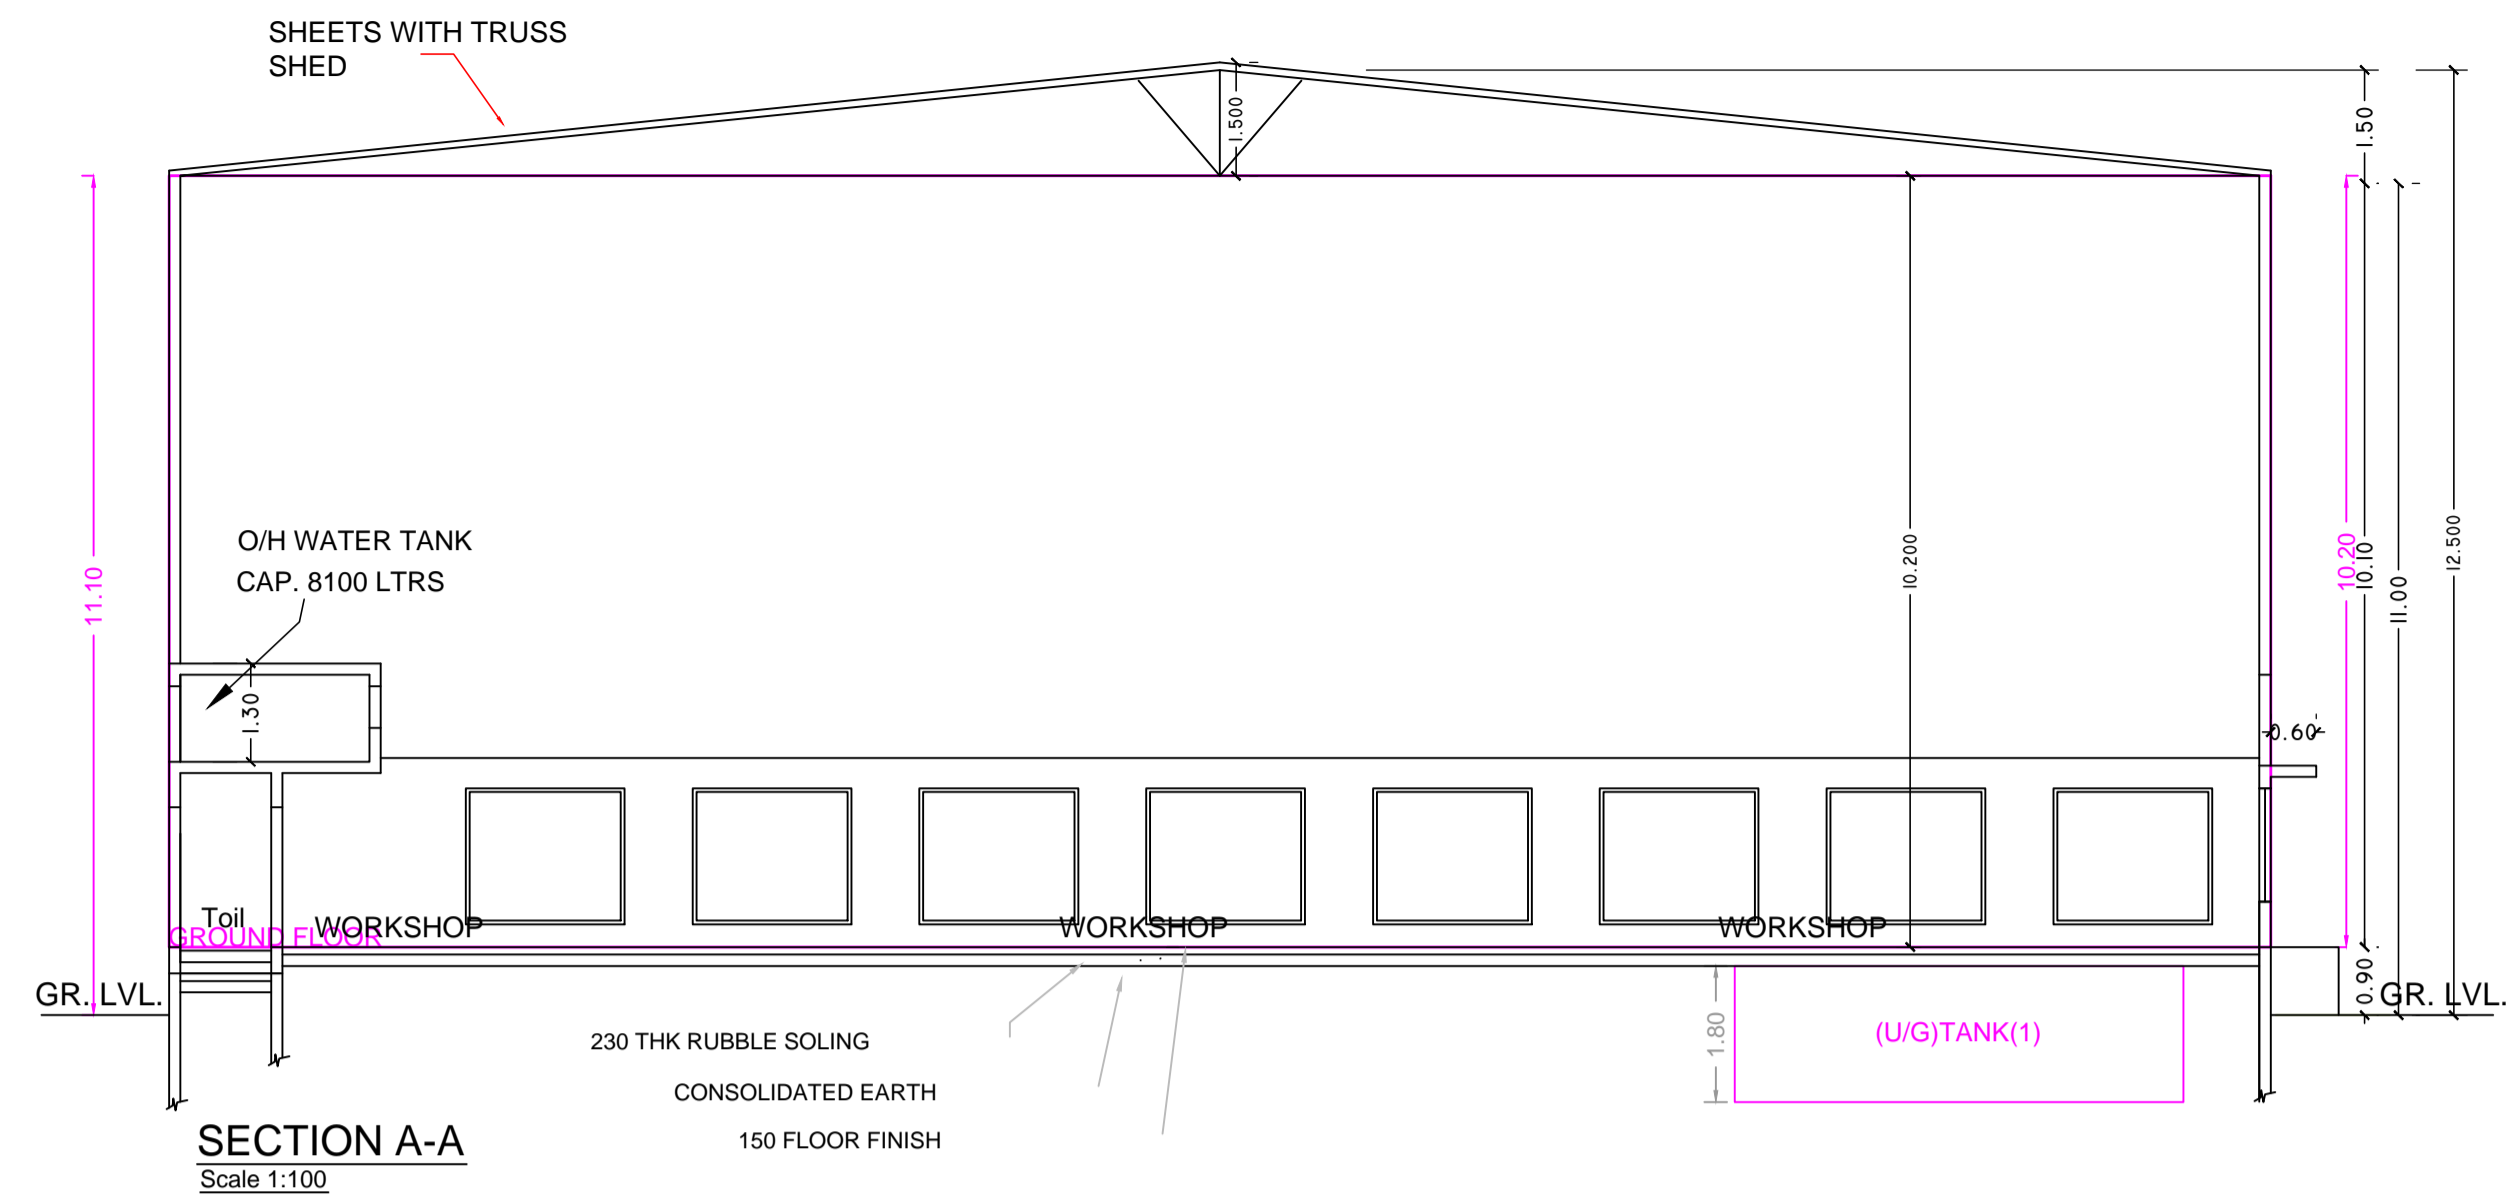 SHEETS WITH TRUSS
SHED
1.500
1.50
11.10
O/H WATER TANK
CAP. 8100 LTRS
1.30
10.200
10.20
10.10
11.00
12.500
0.60
Toil
GROUND FLOOR
WORKSHOP
WORKSHOP
WORKSHOP
GR. LVL.
0.90
GR. LVL.
230 THK RUBBLE SOLING
1.80
(U/G)TANK(1)
CONSOLIDATED EARTH
150 FLOOR FINISH
SECTION A-A
Scale 1:100